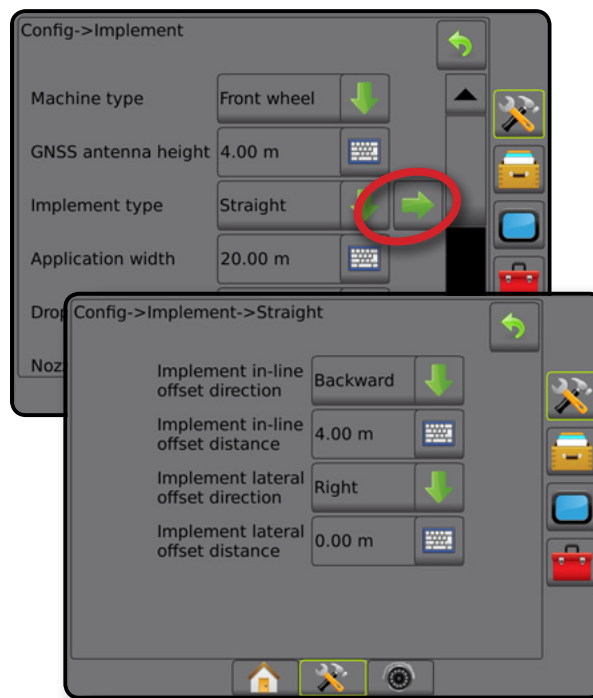 Config->Implement
Machine type Front wheel
GNSS antenna height 4.00 m
Implement type Straight
Application width 20.00 m
Drop
Nozz
Config->Implement->Straight
Implement in-line
offset direction Backward
Implement in-line
offset distance 4.00 m
Implement lateral
offset direction Right
Implement lateral
offset distance 0.00 m